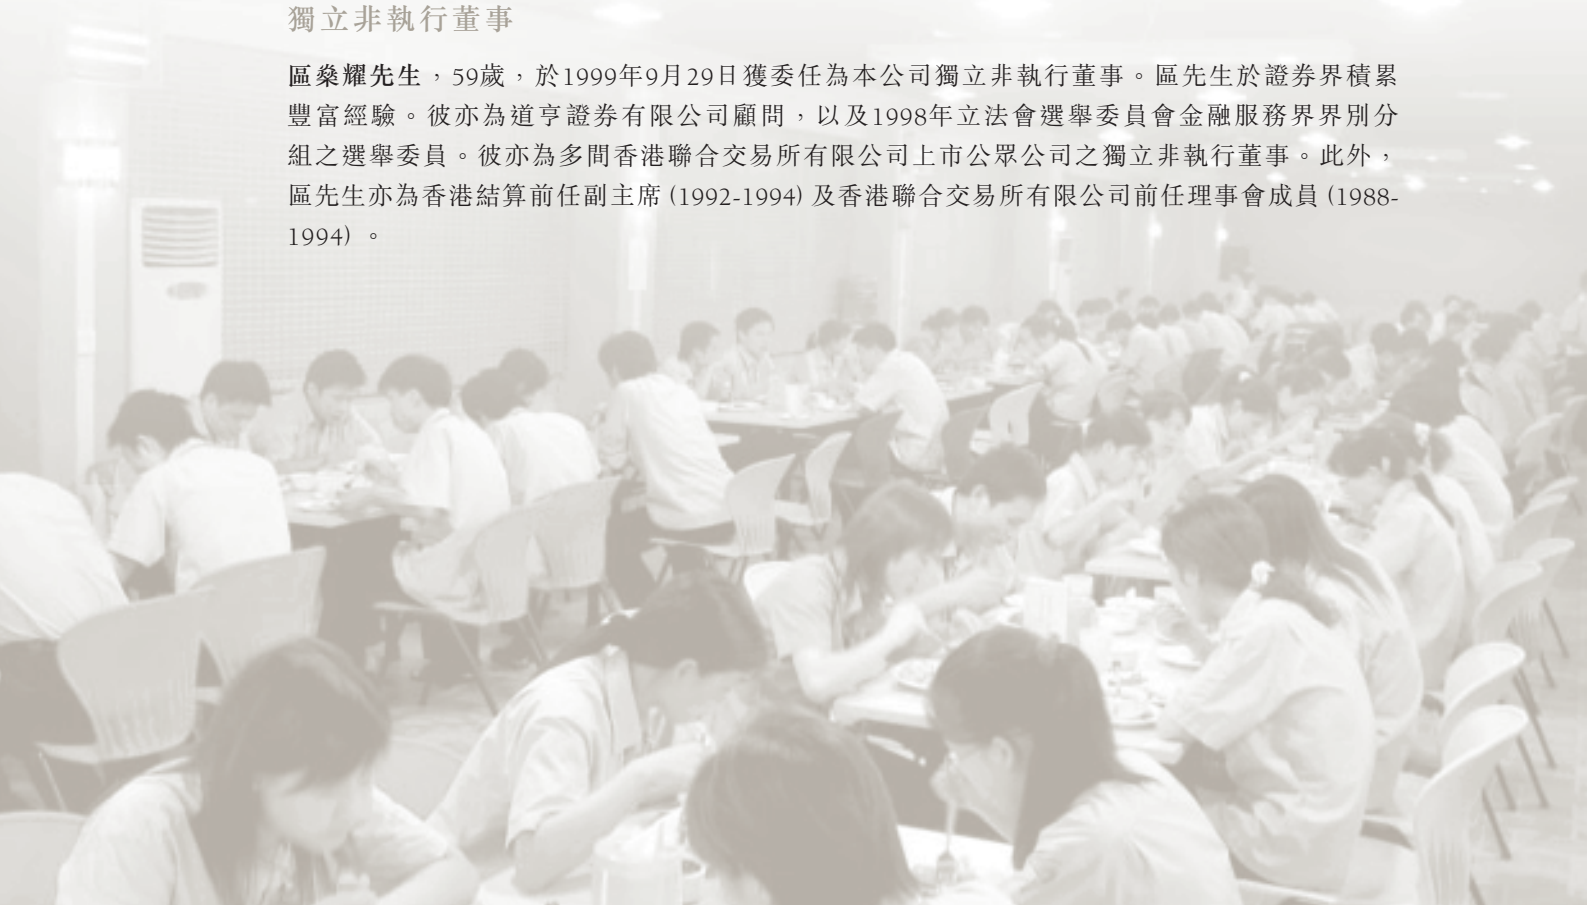 獨立非執行董事
區燊耀先生，59歲，於1999年9月29日獲委任為本公司獨立非執行董事。區先生於證券界積累
豐富經驗。彼亦為道亨證券有限公司顧問，以及1998年立法會選舉委員會金融服務界界別分
組之選舉委員。彼亦為多間香港聯合交易所有限公司上市公眾公司之獨立非執行董事。此外，
區先生亦為香港結算前任副主席 (1992-1994) 及香港聯合交易所有限公司前任理事會成員 (1988-
1994) 。